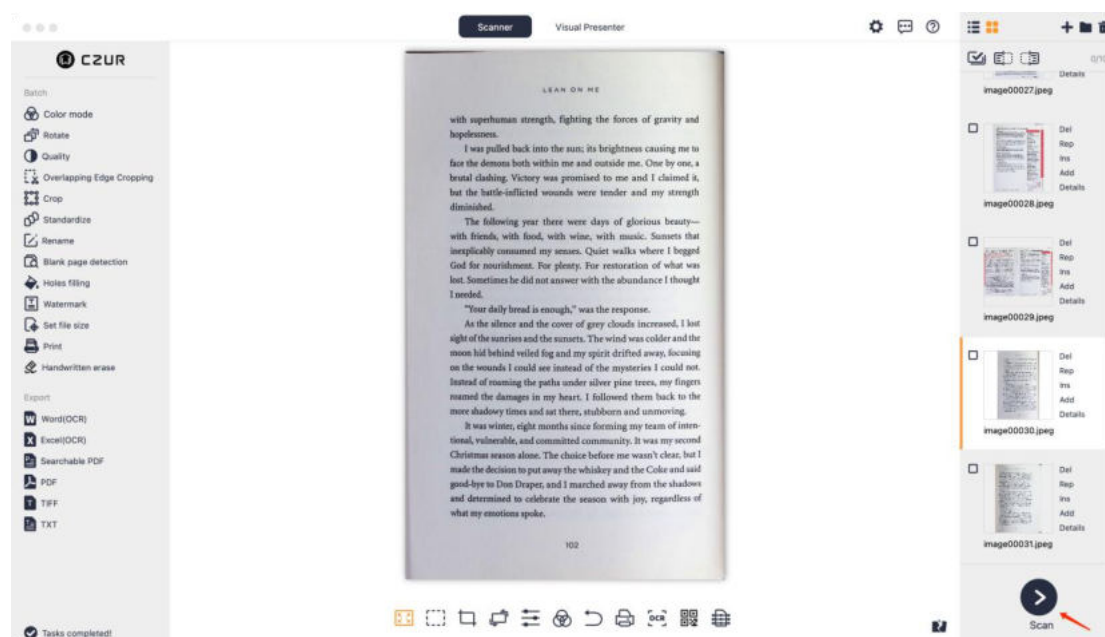 Scanner
Visual Presenter
CZUR
Batch
Color mode
Rotate
Quality
Overlapping Edge Cropping
Crop
Standardize
Rename
Blank page detection
Holes filling
Watermark
Set file size
Print
Handwritten erase
Export
Word(OCR)
Excel(OCR)
Searchable PDF
PDF
TIFF
TXT
Tasks completed!
LEAN ON ME
with superhuman strength, fighting the forces of gravity and
hopelessness.
I was pulled back into the sun; its brightness causing me to
face the demons both within me and outside me. One by one, a
brutal clashing. Victory was promised to me and I claimed it,
but the battle-inflicted wounds were tender and my strength
diminished.
The following year there were days of glorious beauty—
with friends, with food, with wine, with music. Sunsets that
inexplicably consumed my senses. Quiet walks where I begged
God for nourishment. For plenty. For restoration of what was
lost. Sometimes he did not answer with the abundance I thought
I needed.
"Your daily bread is enough," was the response.
As the silence and the cover of grey clouds increased, I lost
sight of the sunrises and the sunsets. The wind was colder and the
moon hid behind veiled fog and my spirit drifted away, focusing
on the wounds I could see instead of the mysteries I could not.
Instead of roaming the paths under silver pine trees, my fingers
roamed the damages in my heart. I followed them back to the
more shadowy times and sat there, stubborn and unmoving.
It was winter, eight months since forming my team of inten-
tional, vulnerable, and committed community. It was my second
Christmas season alone. The choice before me wasn't clear, but I
made the decision to put away the whiskey and the Coke and said
good-bye to Don Draper, and I marched away from the shadows
and determined to celebrate the season with joy, regardless of
what my emotions spoke.
102
OCR
Details
image00027.jpeg
Del
Rep
Ins
Add
Details
image00028.jpeg
Del
Rep
Ins
Add
Details
image00029.jpeg
Del
Rep
Ins
Add
Details
image00030.jpeg
Del
Rep
Ins
Add
Details
image00031.jpeg
Scan